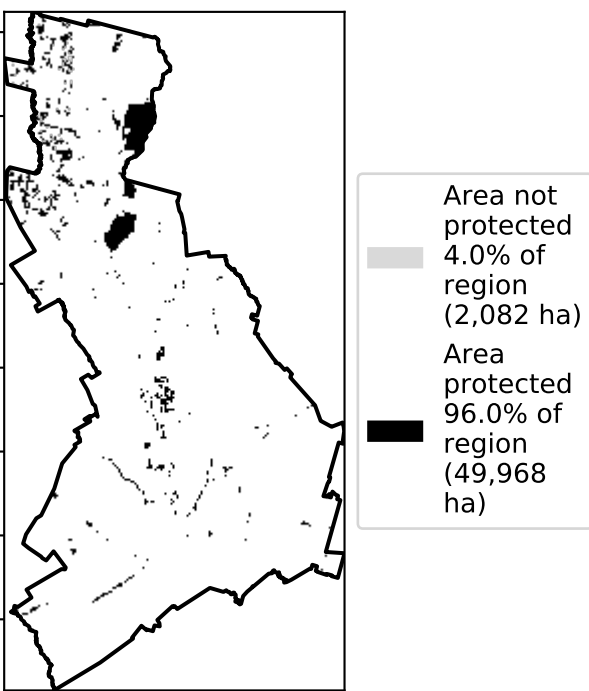 Area not
protected
4.0% of
region
(2,082 ha)
Area
protected
96.0% of
region
(49,968
ha)